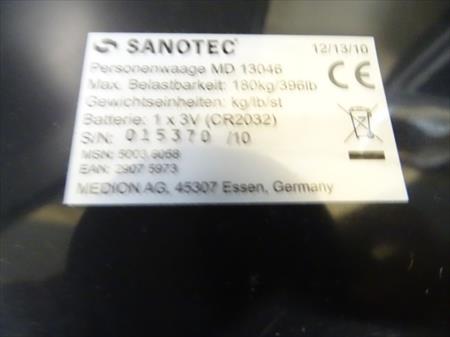 SANOTEC® 12/13/10
Personenwaage MD 13046
Max. Belastbarkeit: 180kg/396lb
Gewichtseinheiten: kg/lb/st
Batterie: 1 x 3V (CR2032)
S/N: 015370 /10
MSN: 5003 6058
EAN: 2907 5973
MEDION AG, 45307 Essen, Germany
CE